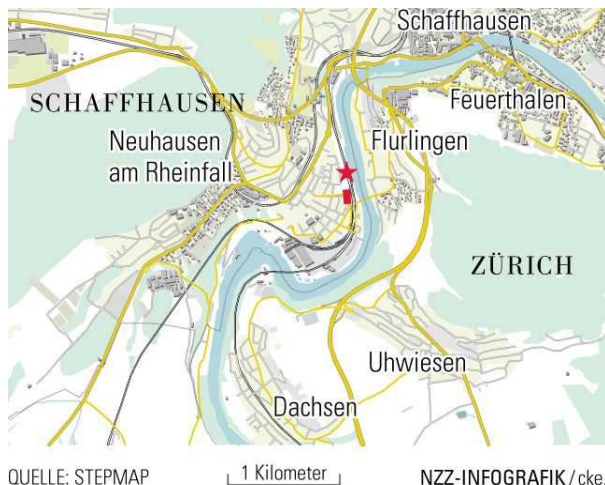 Schaffhausen
SCHAFFHAUSEN
Feuerthalen
Neuhausen
am Rheinfall
Flurlingen
ZÜRICH
Uhwiesen
Dachsen
QUELLE: STEPMAP
1 Kilometer
NZZ-INFOGRAFIK / cke.